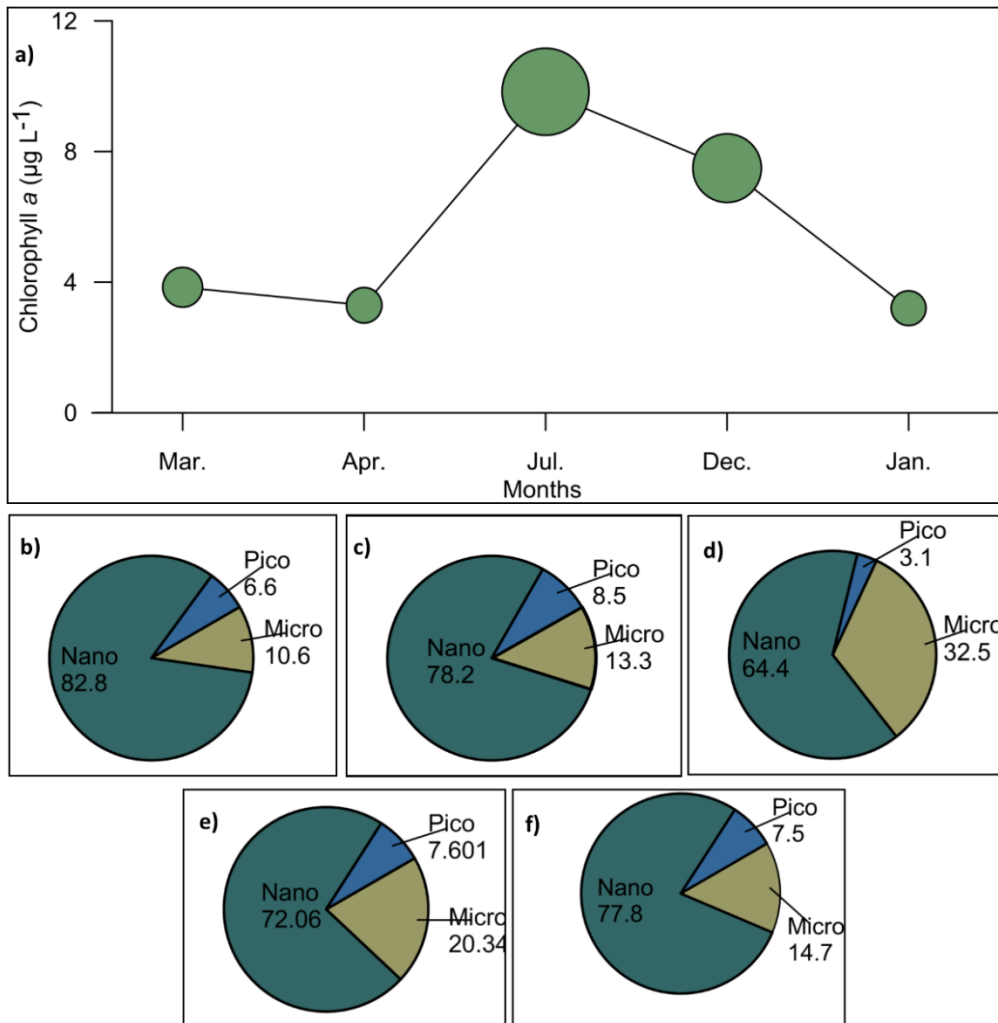 a)
12
8
4
0
Chlorophyll a (µg L⁻¹)
Mar.
Apr.
Jul.
Dec.
Jan.
Months
b)
Pico
6.6
Micro
10.6
Nano
82.8
c)
Pico
8.5
Micro
13.3
Nano
78.2
d)
Pico
3.1
Micro
32.5
Nano
64.4
e)
Pico
7.601
Micro
20.34
Nano
72.06
f)
Pico
7.5
Micro
14.7
Nano
77.8